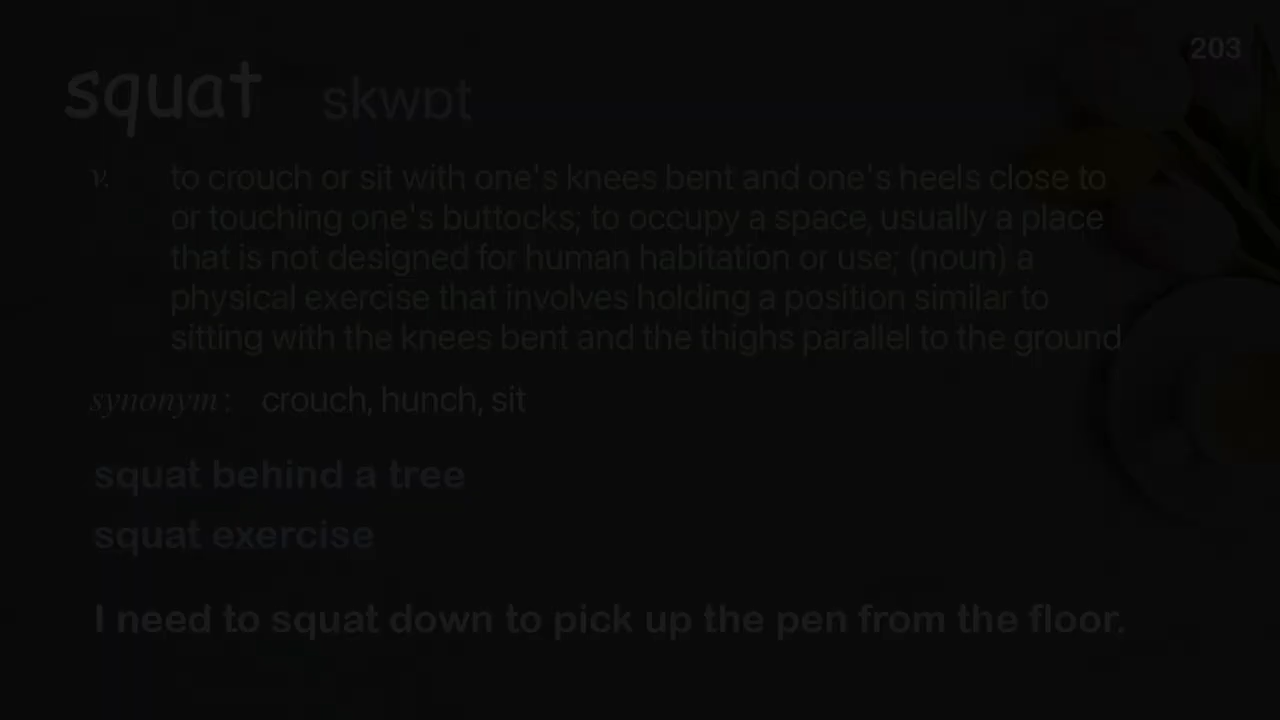 203
squat skwɒt
v. to crouch or sit with one's knees bent and one's heels close to
or touching one's buttocks; to occupy a space, usually a place
that is not designed for human habitation or use; (noun) a
physical exercise that involves holding a position similar to
sitting with the knees bent and the thighs parallel to the ground
synonym: crouch, hunch, sit
squat behind a tree
squat exercise
I need to squat down to pick up the pen from the floor.